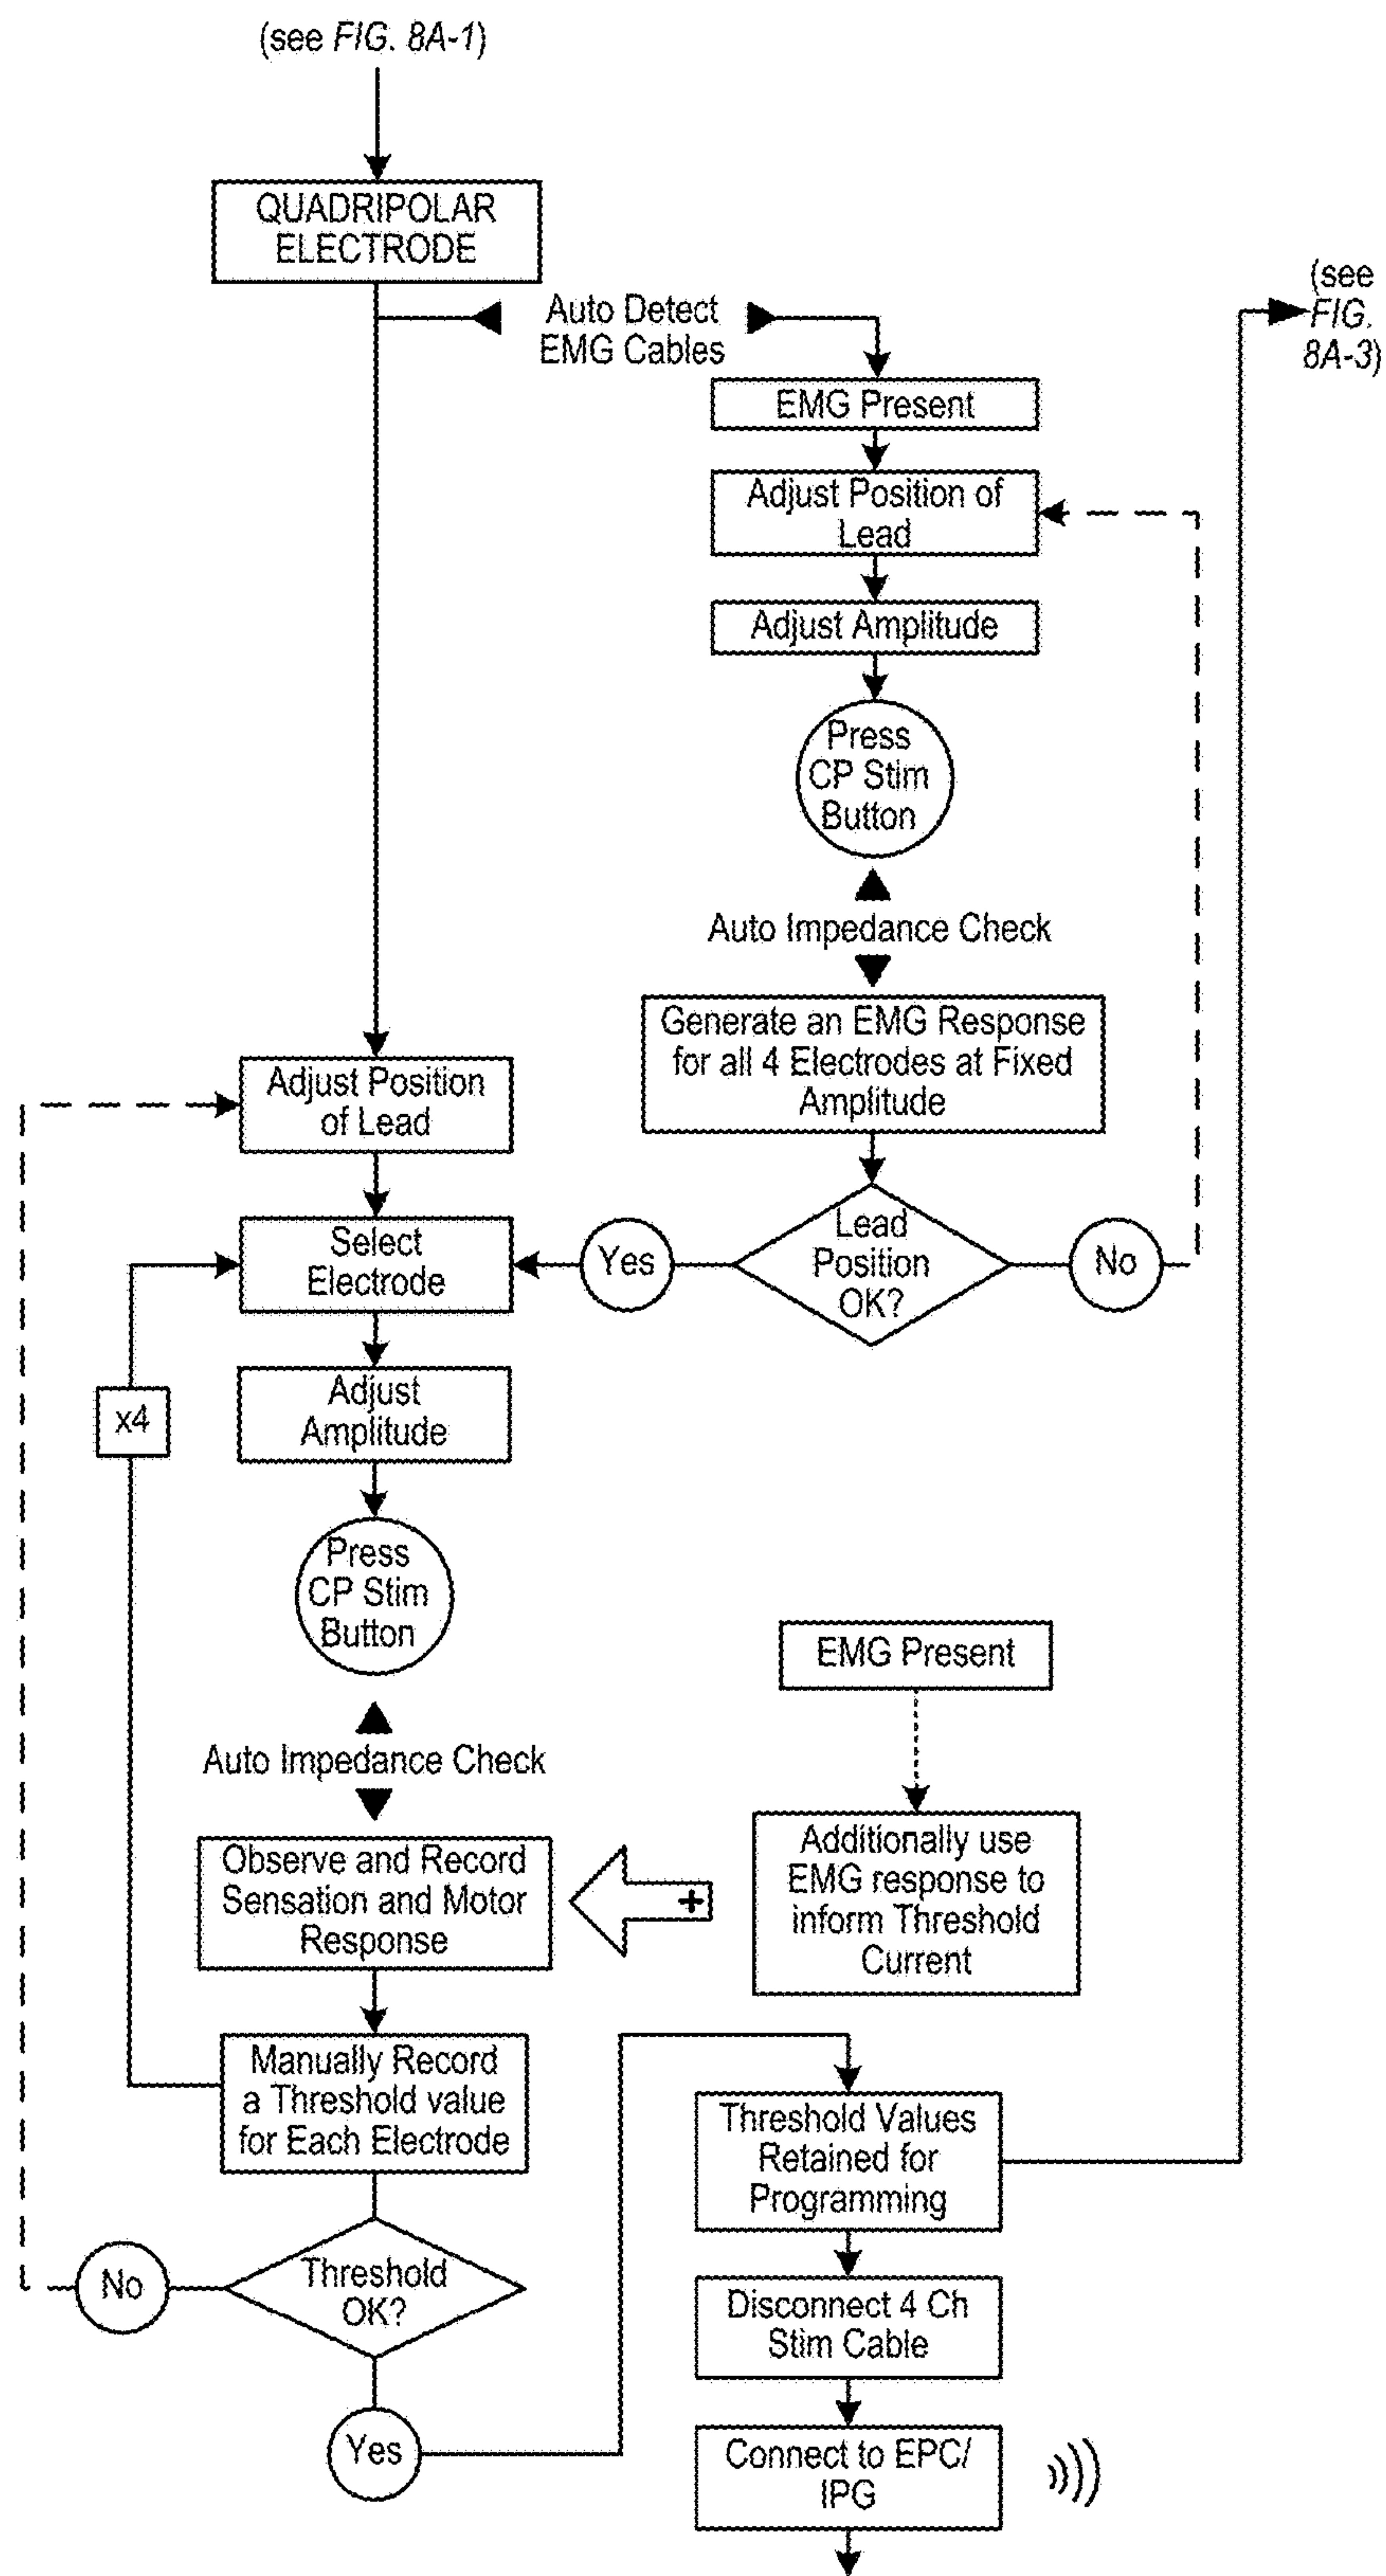 (see FIG. 8A-1)
QUADRIPOLAR
ELECTRODE
Auto Detect
EMG Cables
(see
FIG.
8A-3)
EMG Present
Adjust Position of
Lead
Adjust Amplitude
Press
CP Stim
Button
Auto Impedance Check
Generate an EMG Response
for all 4 Electrodes at Fixed
Amplitude
Lead
Position
OK?
Yes
No
Adjust Position
of Lead
Select
Electrode
Adjust
Amplitude
x4
Press
CP Stim
Button
Auto Impedance Check
Observe and Record
Sensation and Motor
Response
+
EMG Present
Additionally use
EMG response to
inform Threshold
Current
Manually Record
a Threshold value
for Each Electrode
Threshold
OK?
No
Yes
Threshold Values
Retained for
Programming
Disconnect 4 Ch
Stim Cable
Connect to EPC/
IPG